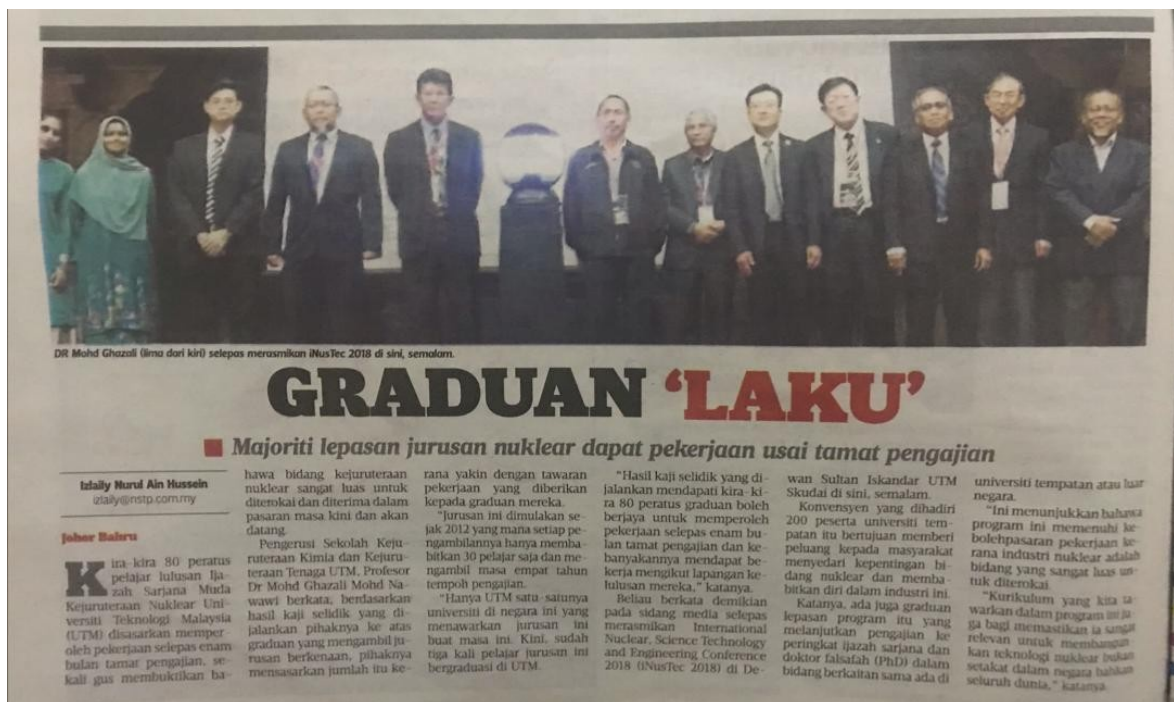 DR Mohd Ghazali (lima dari kiri) selepas merasmikan iNusTec 2018 di sini, semalam.
GRADUAN ‘LAKU’
Majoriti lepasan jurusan nuklear dapat pekerjaan usai tamat pengajian
Izlaily Nurul Ain Hussein
izlaily@nstp.com.my
Johor Bahru
Kira-kira 80 peratus
pelajar lulusan Ija-
zah Sarjana Muda
Kejuruteraan Nuklear Uni-
versiti Teknologi Malaysia
(UTM) disasarkan memper-
oleh pekerjaan selepas enam
bulan tamat pengajian, se-
kali gus membuktikan ba-
hawa bidang kejuruteraan
nuklear sangat luas untuk
diterokai dan diterima dalam
pasaran masa kini dan akan
datang.
Pengerusi Sekolah Keju-
ruteraan Kimia dan Kejuru-
teraan Tenaga UTM, Profesor
Dr Mohd Ghazali Mohd Na-
wawi berkata, berdasarkan
hasil kaji selidik yang di-
jalankan pihaknya ke atas
graduan yang mengambil ju-
rusan berkenaan, pihaknya
mensasarkan jumlah itu ke-
rana yakin dengan tawaran
pekerjaan yang diberikan
kepada graduan mereka.
“Jurusan ini dimulakan se-
jak 2012 yang mana setiap pe-
ngambilannya hanya memba-
bitkan 30 pelajar saja dan me-
ngambil masa empat tahun
tempoh pengajian.
“Hanya UTM satu-satunya
universiti di negara ini yang
menawarkan jurusan ini
buat masa ini. Kini, sudah
tiga kali pelajar jurusan ini
bergraduasi di UTM.
“Hasil kaji selidik yang di-
jalankan mendapati kira-ki-
ra 80 peratus graduan boleh
berjaya untuk memperoleh
pekerjaan selepas enam bu-
lan tamat pengajian dan ke-
banyakannya mendapat be-
kerja mengikut lapangan ke-
lulusan mereka,” katanya.
Beliau berkata demikian
pada sidang media selepas
merasmikan International
Nuclear, Science Technology
and Engineering Conference
2018 (iNusTec 2018) di De-
wan Sultan Iskandar UTM
Skudai di sini, semalam.
Konvensyen yang dihadiri
200 peserta universiti tem-
patan itu bertujuan memberi
peluang kepada masyarakat
menyedari kepentingan bi-
dang nuklear dan memba-
bitkan diri dalam industri ini.
Katanya, ada juga graduan
lepasan program itu yang
melanjutkan pengajian ke
peringkat ijazah sarjana dan
doktor falsafah (PhD) dalam
bidang berkaitan sama ada di
universiti tempatan atau luar
negara.
“Ini menunjukkan bahawa
program ini memenuhi ke-
bolehpasaran pekerjaan ke-
rana industri nuklear adalah
bidang yang sangat luas un-
tuk diterokai.
“Kurikulum yang kita ta-
warkan dalam program ini ju-
ga bagi memastikan ia sangat
relevan untuk membangun
kan teknologi nuklear bukan
setakat dalam negara bahkan
seluruh dunia,” katanya.